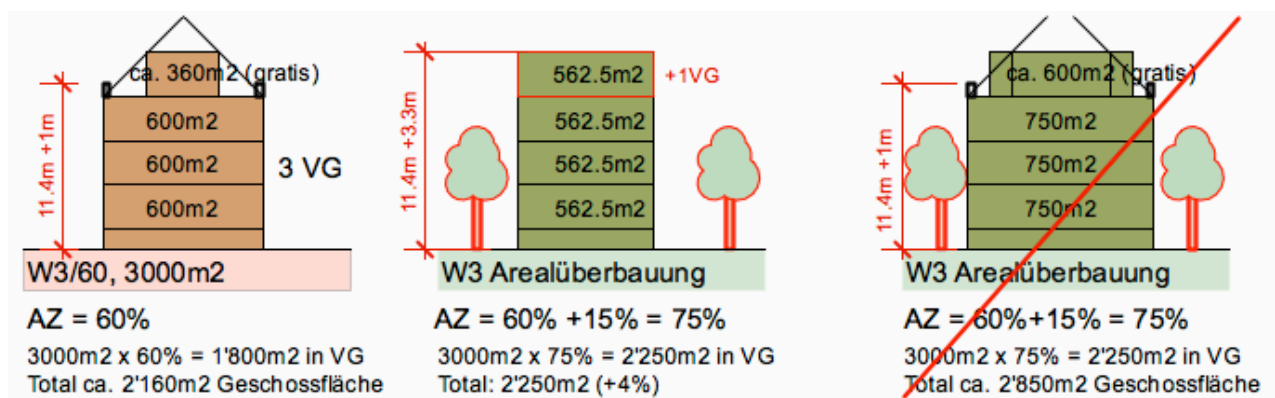 ca. 360m2 (gratis)
600m2
600m2
600m2
3 VG
11.4m +1m
W3/60, 3000m2
AZ = 60%
3000m2 x 60% = 1'800m2 in VG
Total ca. 2'160m2 Geschossfläche
562.5m2
+1VG
562.5m2
562.5m2
562.5m2
11.4m +3.3m
W3 Arealüberbauung
AZ = 60% +15% = 75%
3000m2 x 75% = 2'250m2 in VG
Total: 2'250m2 (+4%)
ca. 600m2 (gratis)
750m2
750m2
750m2
11.4m +1m
W3 Arealüberbauung
AZ = 60%+15% = 75%
3000m2 x 75% = 2'250m2 in VG
Total ca. 2'850m2 Geschossfläche